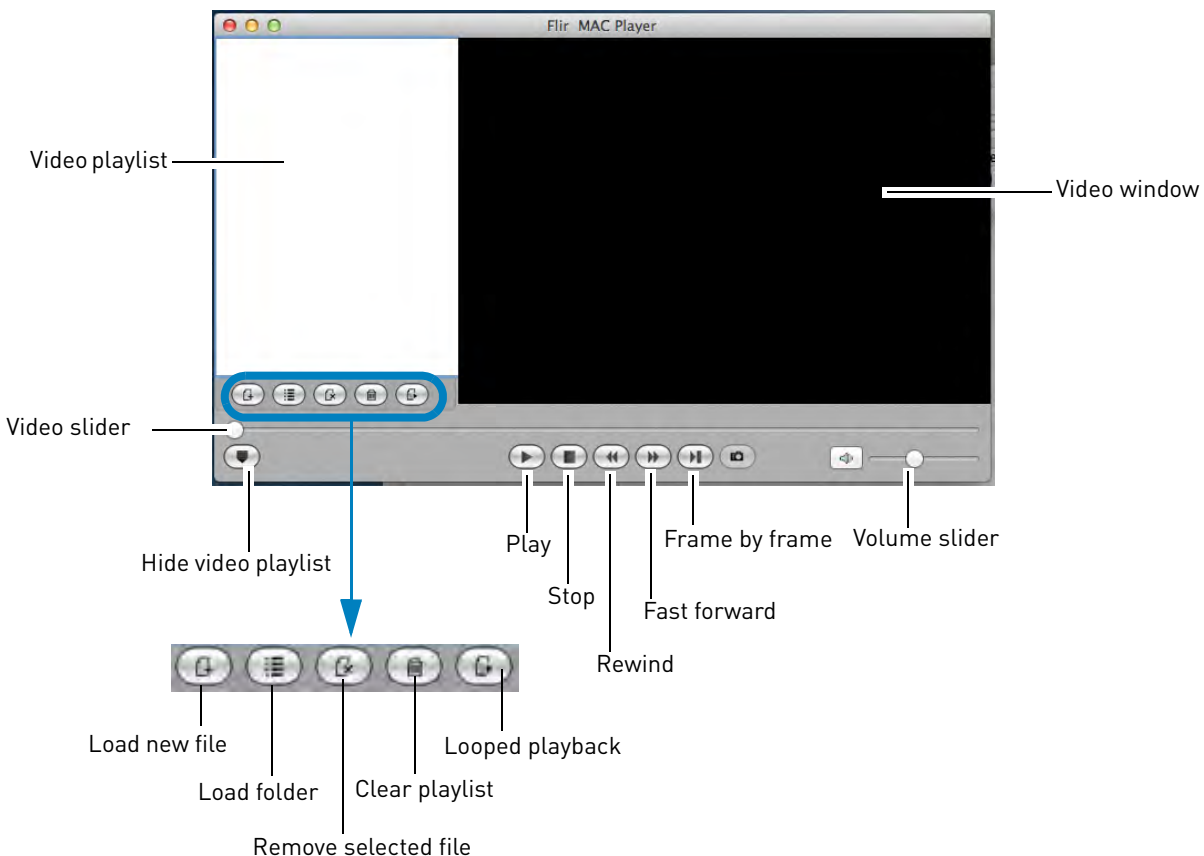 Flir MAC Player
Video playlist
Video window
Video slider
Hide video playlist
Play
Stop
Rewind
Fast forward
Frame by frame
Volume slider
Load new file
Load folder
Remove selected file
Clear playlist
Looped playback